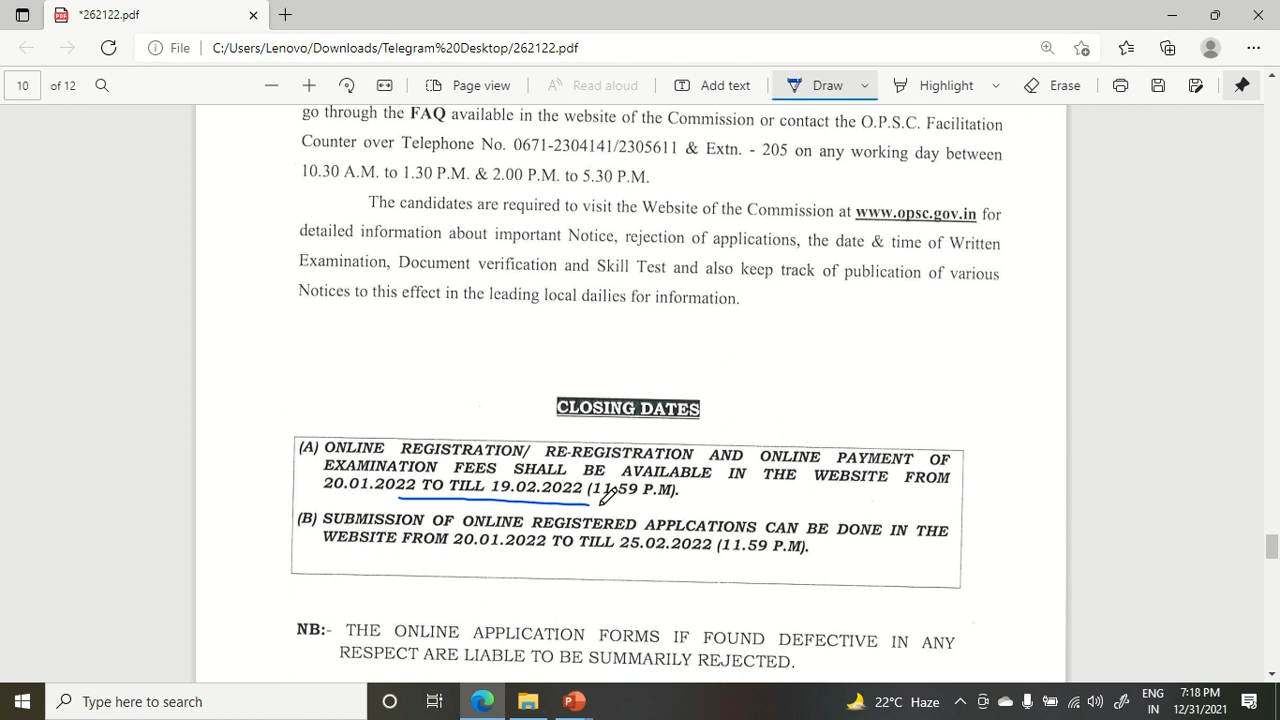 *262122.pdf
File
C:/Users/Lenovo/Downloads/Telegram%20Desktop/262122.pdf
10 of 12
Page view
Read aloud
Add text
Draw
Highlight
Erase
go through the FAQ available in the website of the Commission or contact the O.P.S.C. Facilitation
Counter over Telephone No. 0671-2304141/2305611 & Extn. - 205 on any working day between
10.30 A.M. to 1.30 P.M. & 2.00 P.M. to 5.30 P.M.
The candidates are required to visit the Website of the Commission at www.opsc.gov.in for
detailed information about important Notice, rejection of applications, the date & time of Written
Examination, Document verification and Skill Test and also keep track of publication of various
Notices to this effect in the leading local dailies for information.
CLOSING DATES
(A) ONLINE REGISTRATION/ RE-REGISTRATION AND ONLINE PAYMENT OF
EXAMINATION FEES SHALL BE AVAILABLE IN THE WEBSITE FROM
20.01.2022 TO TILL 19.02.2022 (11.59 P.M).
(B) SUBMISSION OF ONLINE REGISTERED APPLCATIONS CAN BE DONE IN THE
WEBSITE FROM 20.01.2022 TO TILL 25.02.2022 (11.59 P.M).
NB:- THE ONLINE APPLICATION FORMS IF FOUND DEFECTIVE IN ANY
RESPECT ARE LIABLE TO BE SUMMARILY REJECTED.
Type here to search
22°C Haze
ENG
IN
7:18 PM
12/31/2021